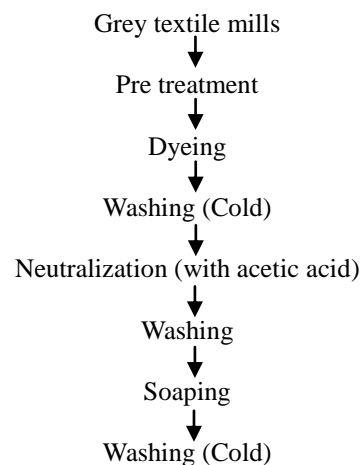 Grey textile mills
Pre treatment
Dyeing
Washing (Cold)
Neutralization (with acetic acid)
Washing
Soaping
Washing (Cold)